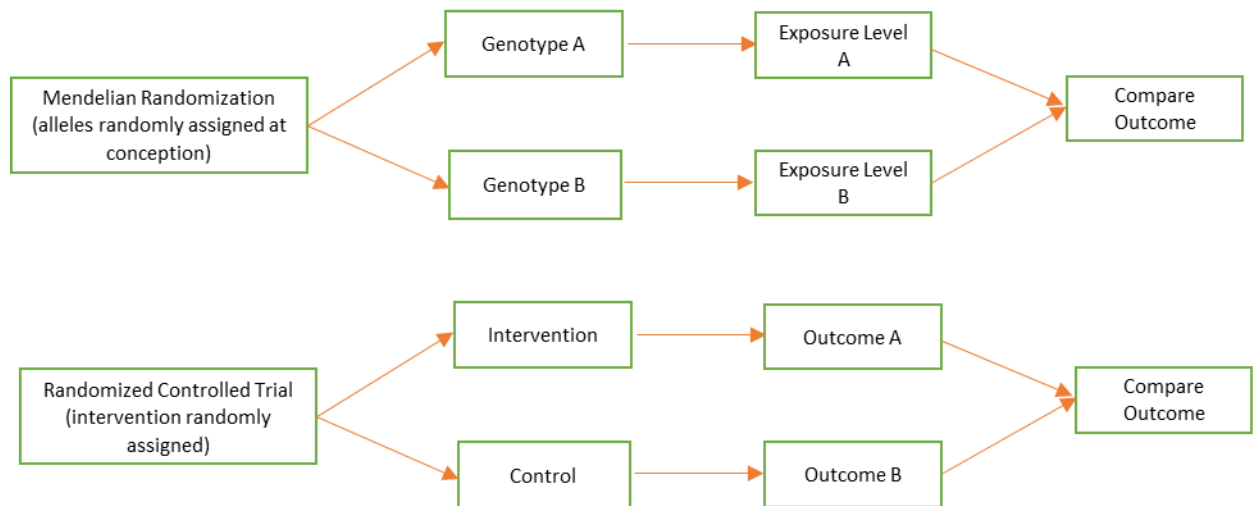 Genotype A
Exposure Level
A
Mendelian Randomization
(alleles randomly assigned at
conception)
Compare
Outcome
Genotype B
Exposure Level
B
Intervention
Outcome A
Randomized Controlled Trial
(intervention randomly
assigned)
Compare
Outcome
Control
Outcome B